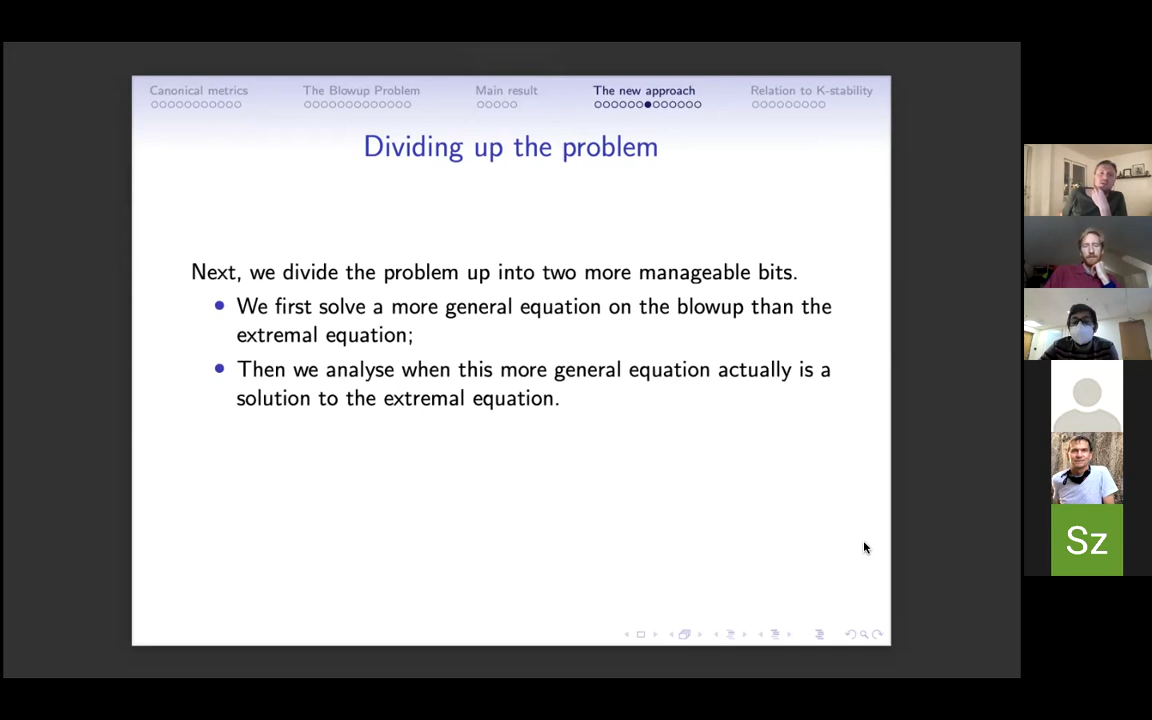 Canonical metrics
The Blowup Problem
Main result
The new approach
Relation to K-stability
Dividing up the problem
Next, we divide the problem up into two more manageable bits.
We first solve a more general equation on the blowup than the
extremal equation;
Then we analyse when this more general equation actually is a
solution to the extremal equation.
Sz